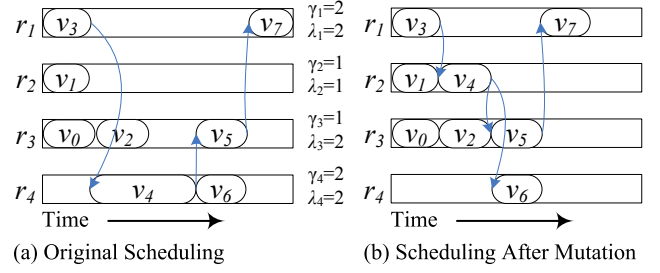 r1 v3 v7 γ1=2 λ1=2
r2 v1 γ2=1 λ2=1
r3 v0 v2 v5 γ3=1 λ3=2
r4 v4 v6 γ4=2 λ4=2
Time
(a) Original Scheduling
r1 v3 v7
r2 v1 v4
r3 v0 v2 v5
r4 v6
Time
(b) Scheduling After Mutation